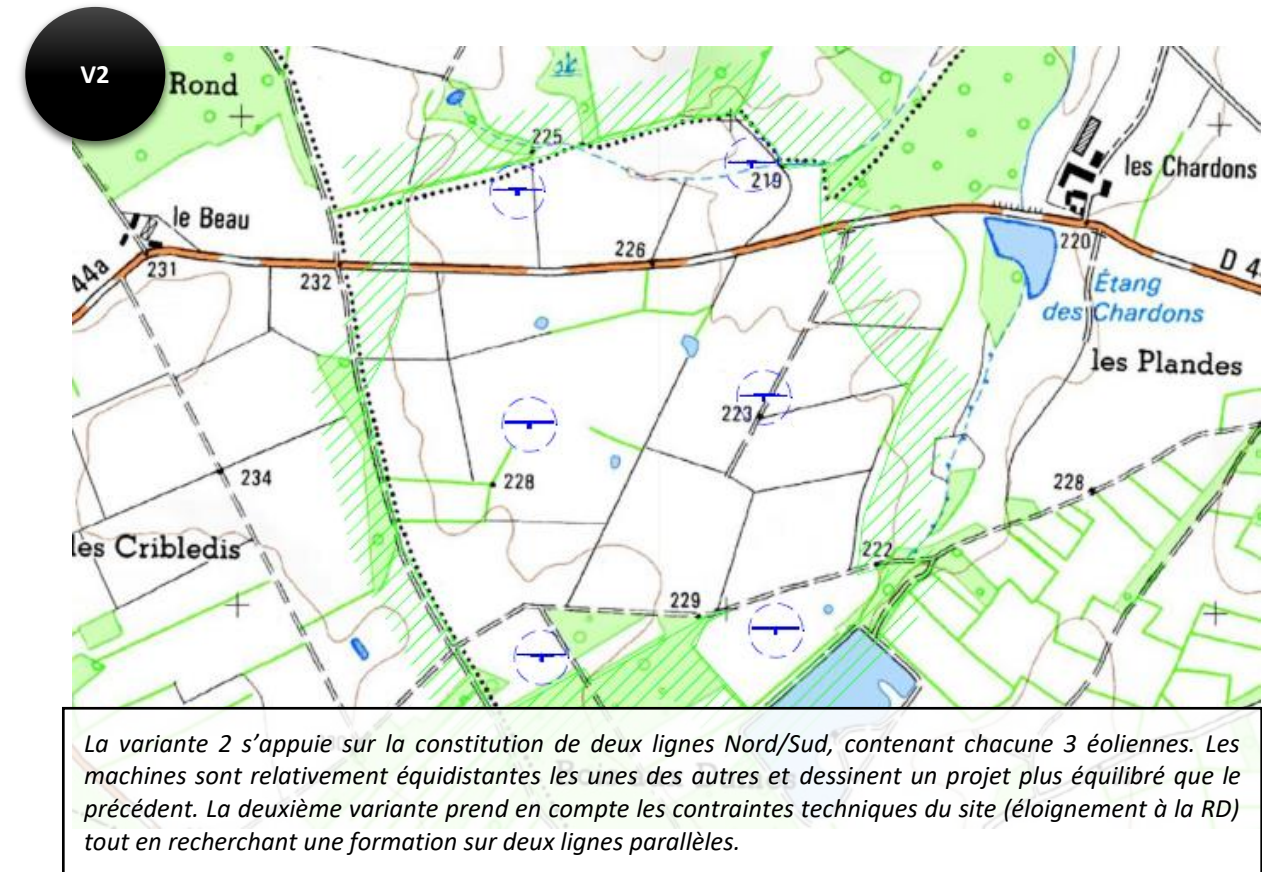 V2
Rond
225
219
les Chardons
le Beau
231
44a
232
226
220
D 4
Étang
des Chardons
les Plandes
223
228
234
228
les Cribledis
222
229
La variante 2 s’appuie sur la constitution de deux lignes Nord/Sud, contenant chacune 3 éoliennes. Les
machines sont relativement équidistantes les unes des autres et dessinent un projet plus équilibré que le
précédent. La deuxième variante prend en compte les contraintes techniques du site (éloignement à la RD)
tout en recherchant une formation sur deux lignes parallèles.